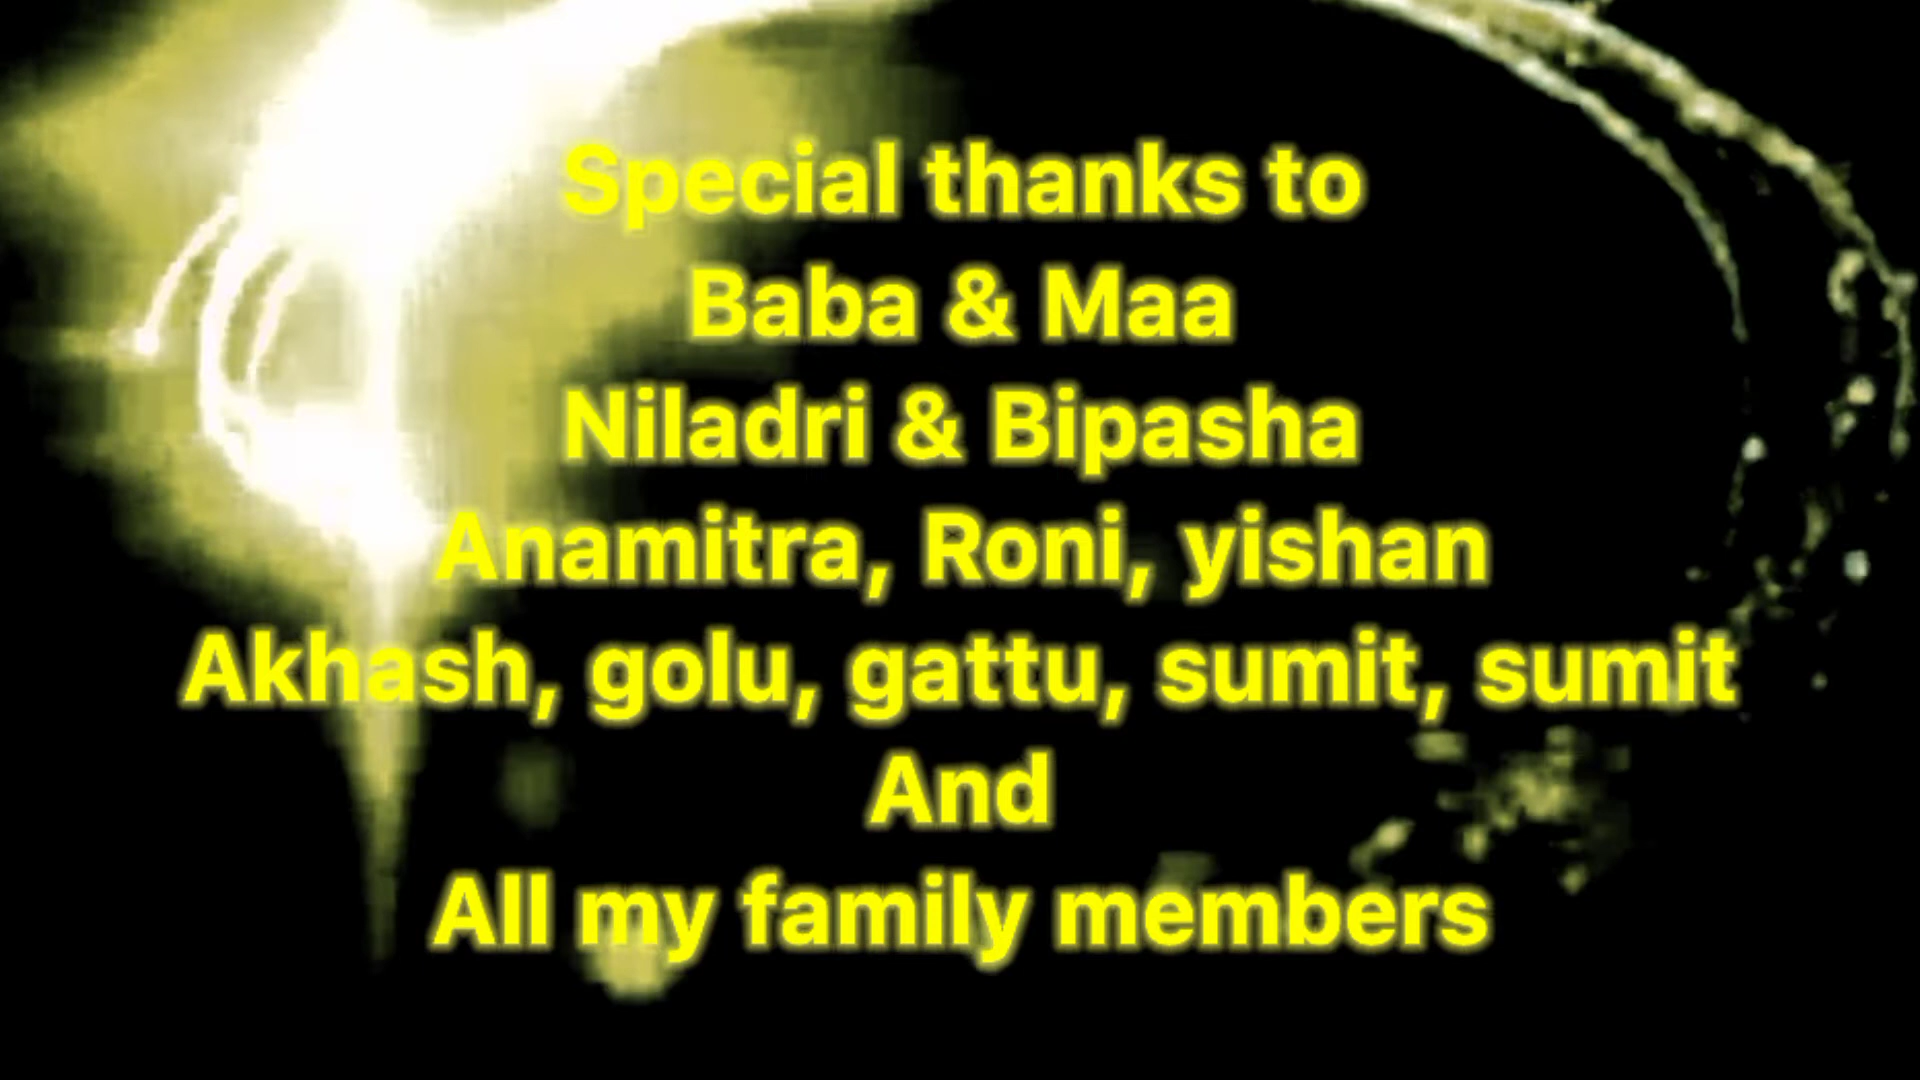 Special thanks to
Baba & Maa
Niladri & Bipasha
Anamitra, Roni, yishan
Akhash, golu, gattu, sumit, sumit
And
All my family members